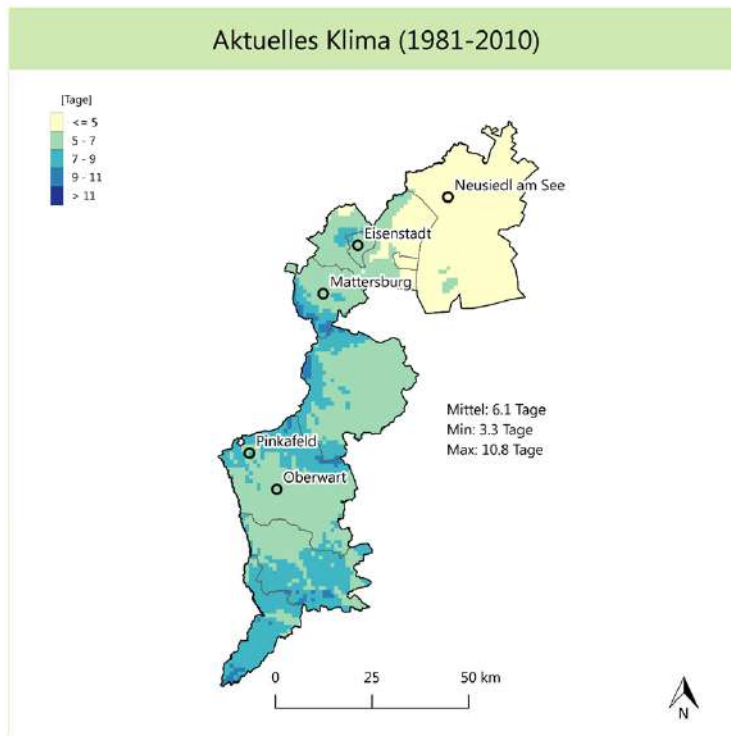 Aktuelles Klima (1981-2010)
[Tage]
<= 5
5 - 7
7 - 9
9 - 11
> 11
Neusiedl am See
Eisenstadt
Mattersburg
Mittel: 6.1 Tage
Min: 3.3 Tage
Max: 10.8 Tage
Pinkafeld
Oberwart
0 25 50 km
N